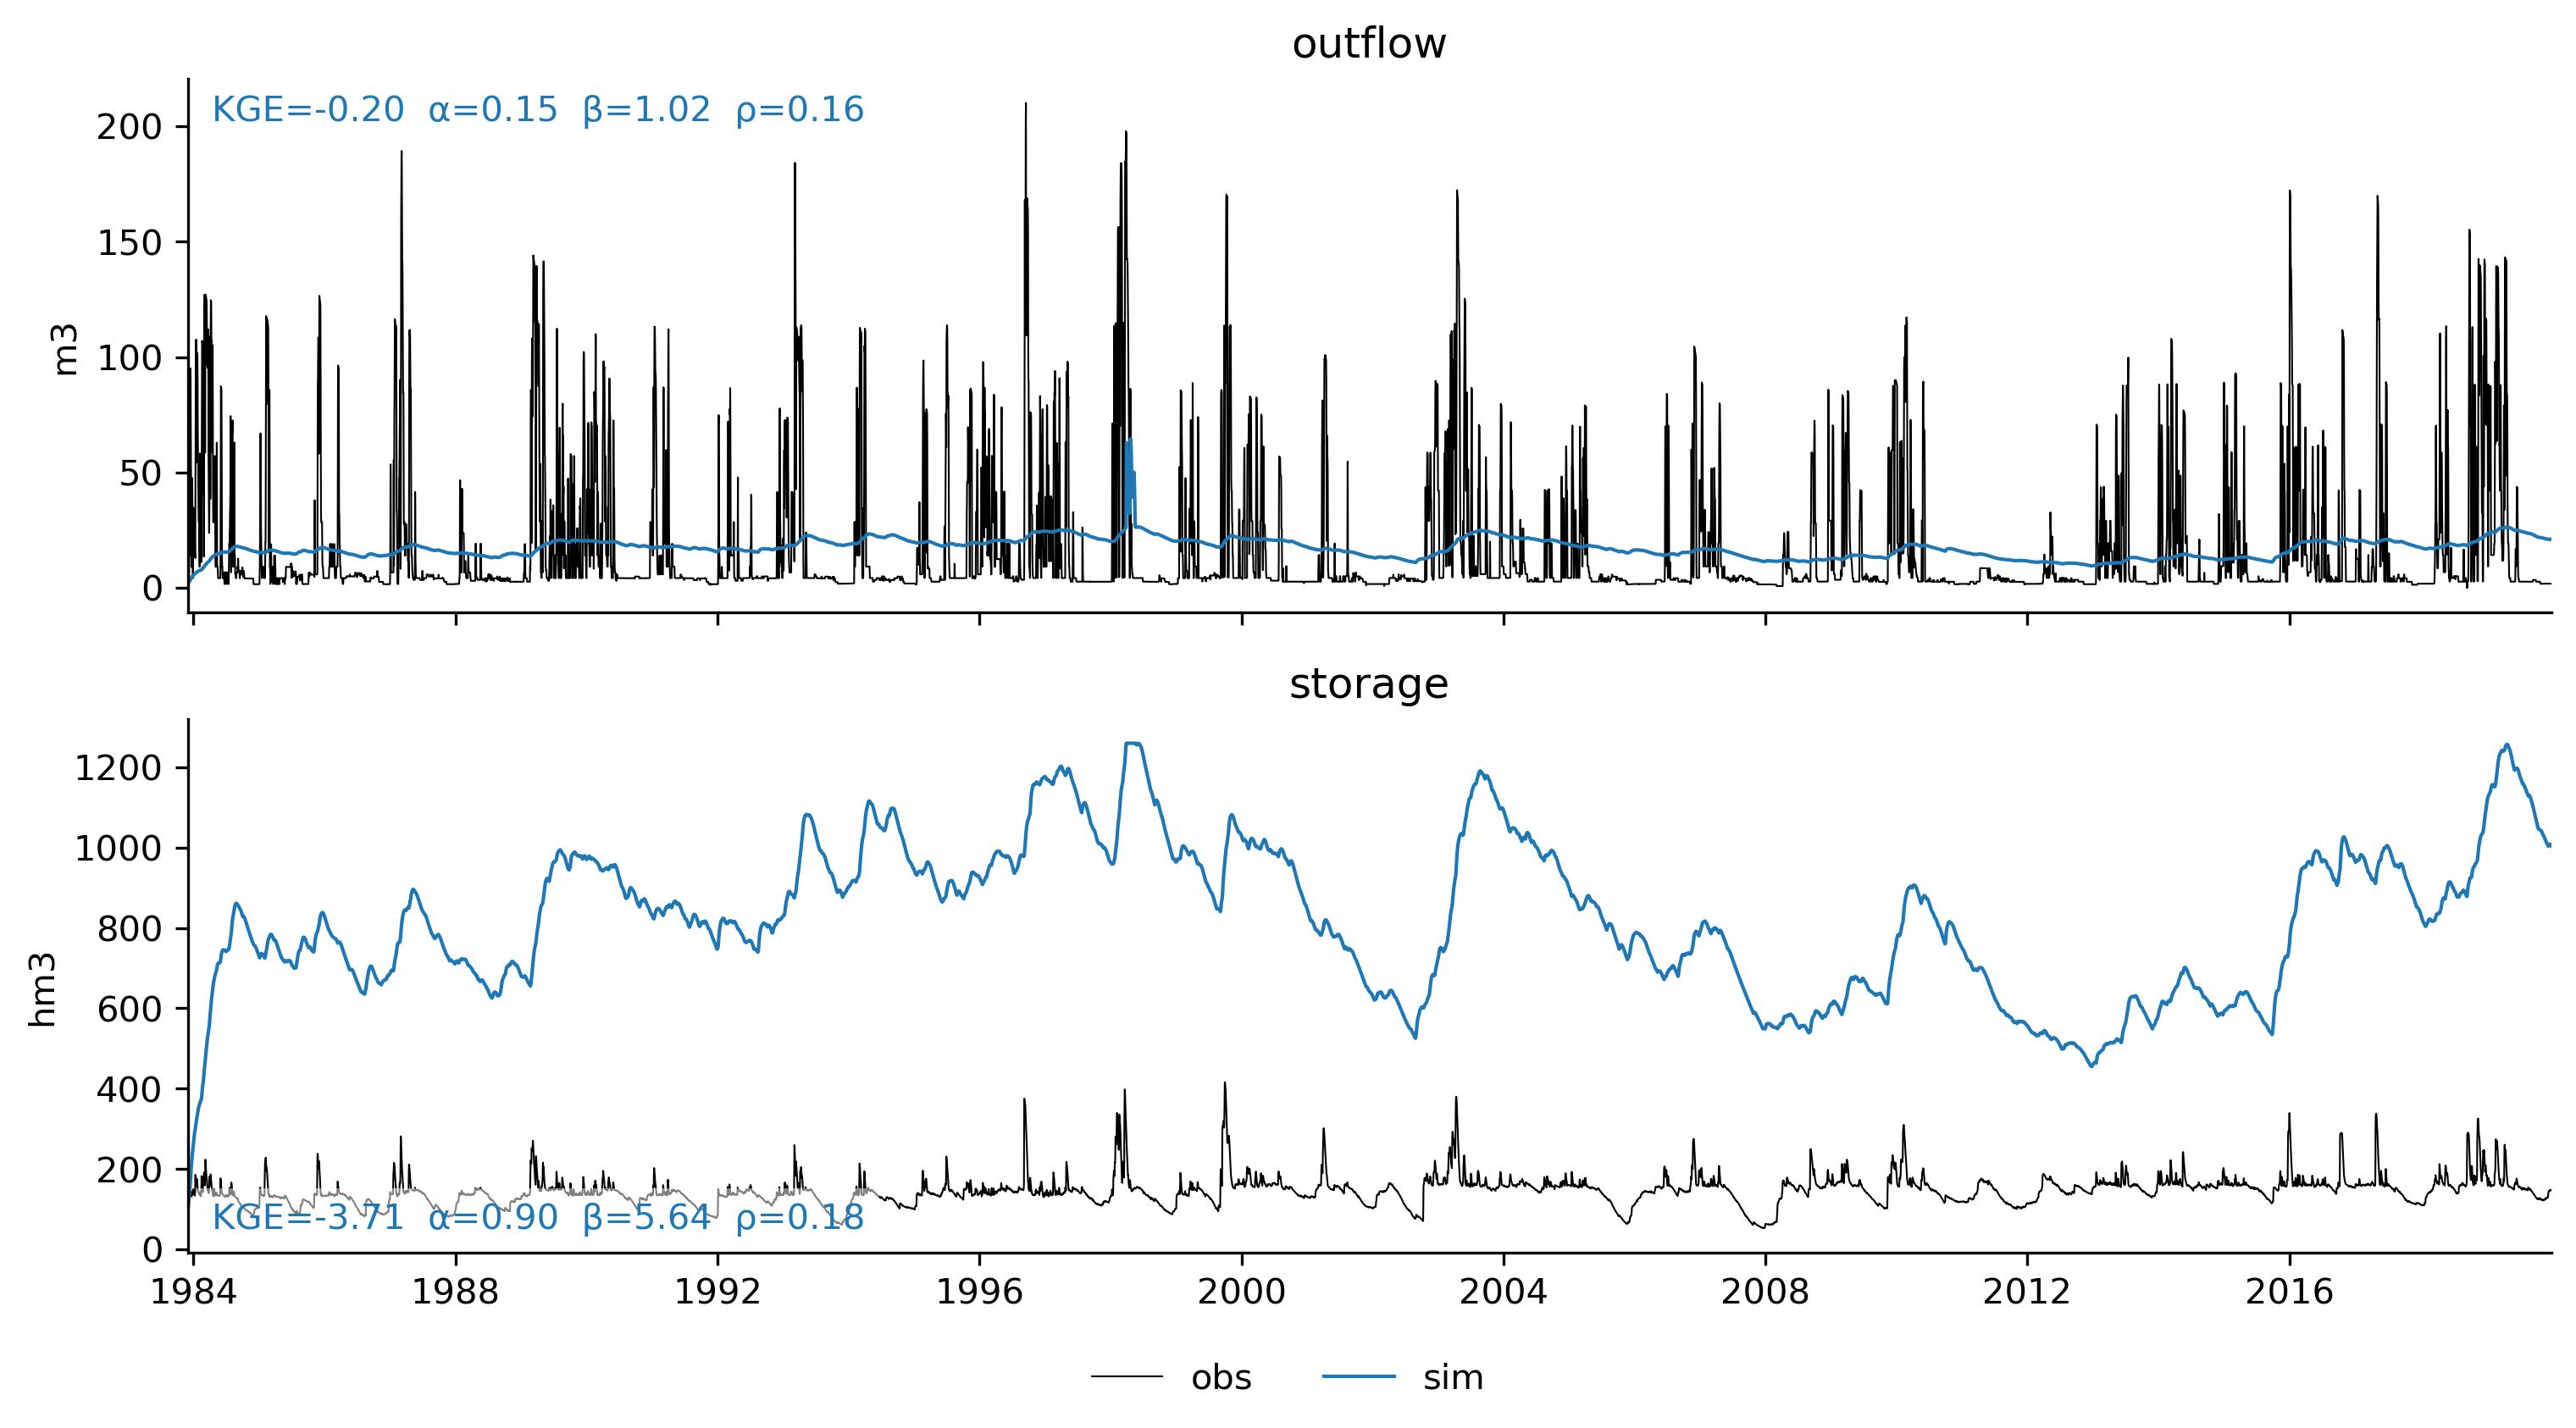 outflow
KGE=-0.20 α=0.15 β=1.02 ρ=0.16
200
150
100
50
0
m3
storage
1200
1000
800
600
400
200
0
hm3
KGE=-3.71 α=0.90 β=5.64 ρ=0.18
1984 1988 1992 1996 2000 2004 2008 2012 2016
obs sim